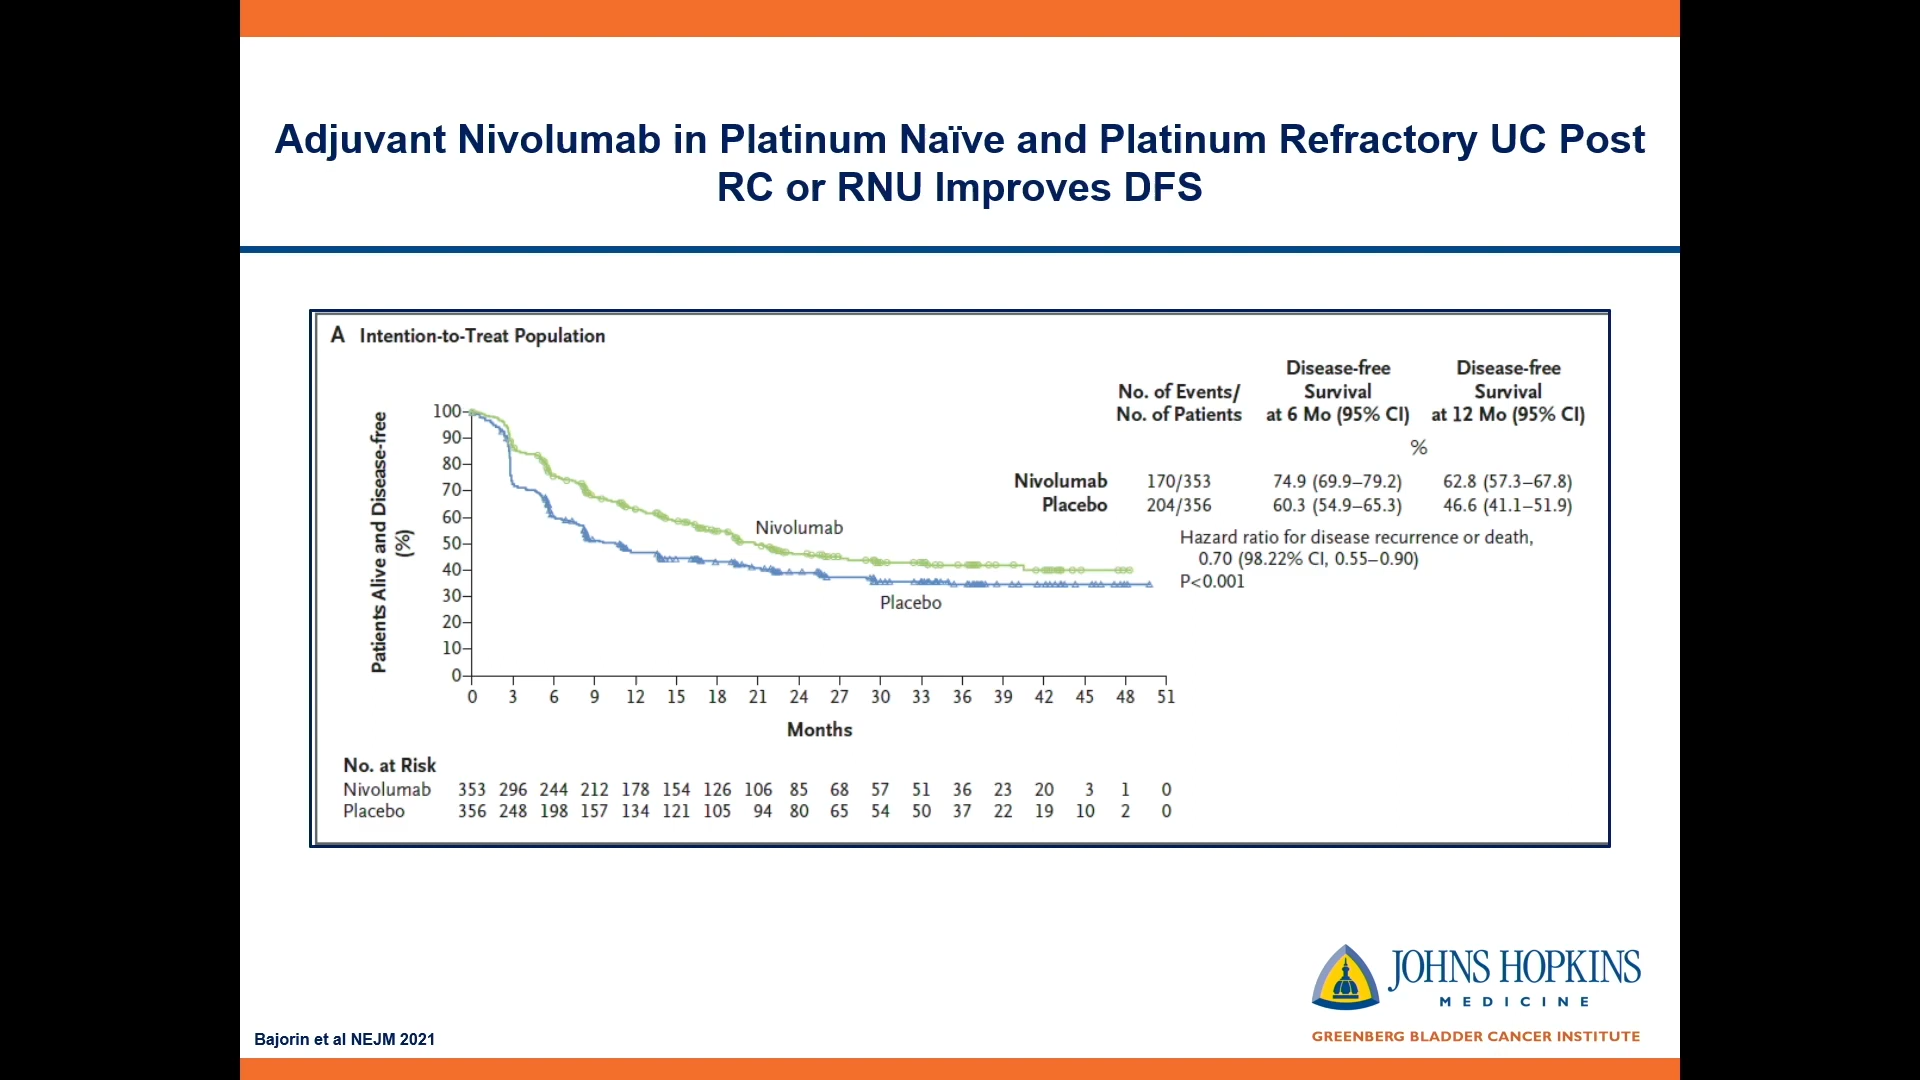 Adjuvant Nivolumab in Platinum Naïve and Platinum Refractory UC Post
RC or RNU Improves DFS
A Intention-to-Treat Population
Patients Alive and Disease-free
(%)
100
90
80
70
60
50
40
30
20
10
0
0 3 6 9 12 15 18 21 24 27 30 33 36 39 42 45 48 51
Months
Nivolumab
Placebo
No. of Events/
No. of Patients
Disease-free
Survival
at 6 Mo (95% CI)
Disease-free
Survival
at 12 Mo (95% CI)
%
Nivolumab 170/353 74.9 (69.9–79.2) 62.8 (57.3–67.8)
Placebo 204/356 60.3 (54.9–65.3) 46.6 (41.1–51.9)
Hazard ratio for disease recurrence or death,
0.70 (98.22% CI, 0.55–0.90)
P<0.001
No. at Risk
Nivolumab 353 296 244 212 178 154 126 106 85 68 57 51 36 23 20 3 1 0
Placebo 356 248 198 157 134 121 105 94 80 65 54 50 37 22 19 10 2 0
JOHNS HOPKINS
MEDICINE
GREENBERG BLADDER CANCER INSTITUTE
Bajorin et al NEJM 2021